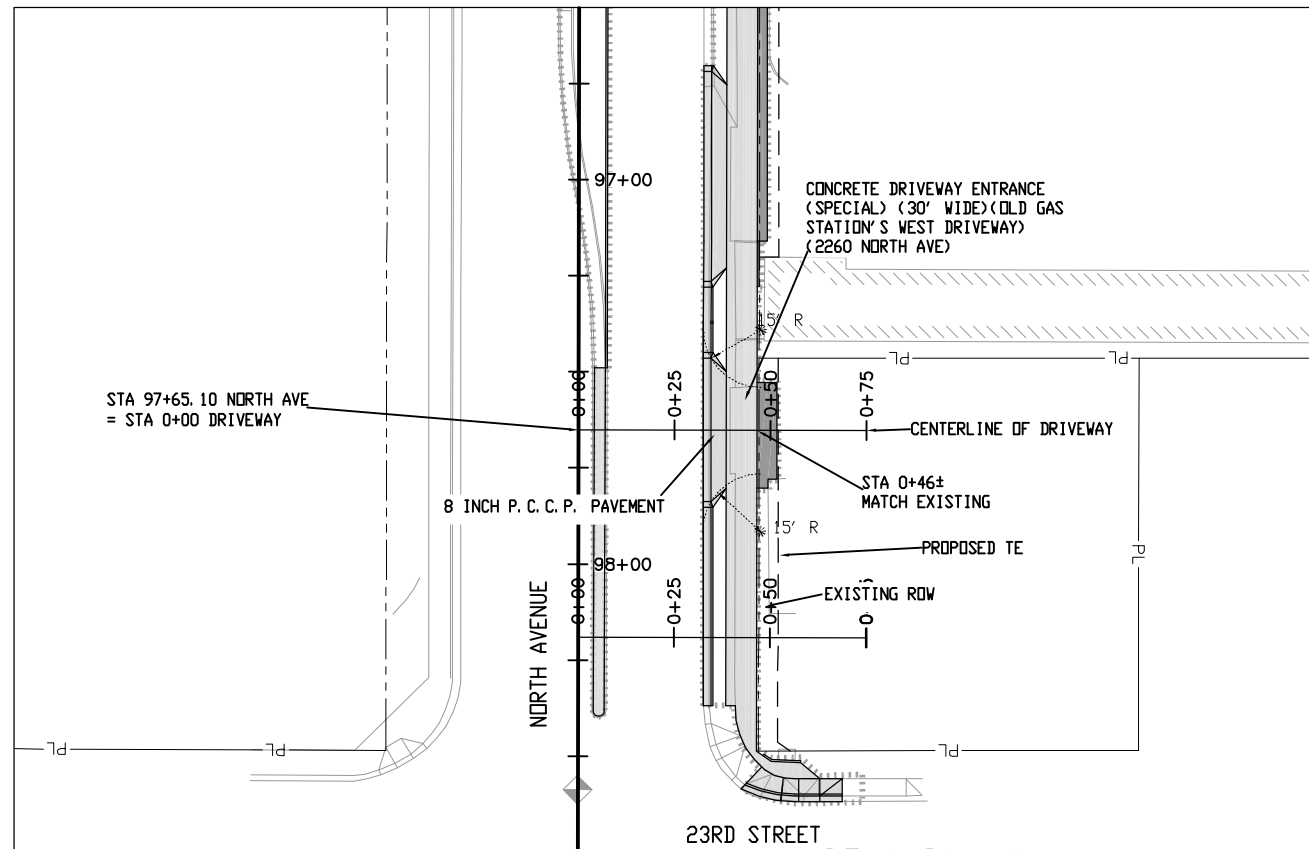 97+00
CONCRETE DRIVEWAY ENTRANCE
(SPECIAL) (30' WIDE)(OLD GAS
STATION'S WEST DRIVEWAY)
(2260 NORTH AVE)
R
PL
PL
STA 97+65.10 NORTH AVE
= STA 0+00 DRIVEWAY
0+00
0+25
0+50
0+75
CENTERLINE OF DRIVEWAY
STA 0+46±
MATCH EXISTING
8 INCH P.C.C.P. PAVEMENT
15' R
PROPOSED TE
PL
98+00
EXISTING ROW
0+00
0+25
0+50
NORTH AVENUE
PL
PL
PL
23RD STREET